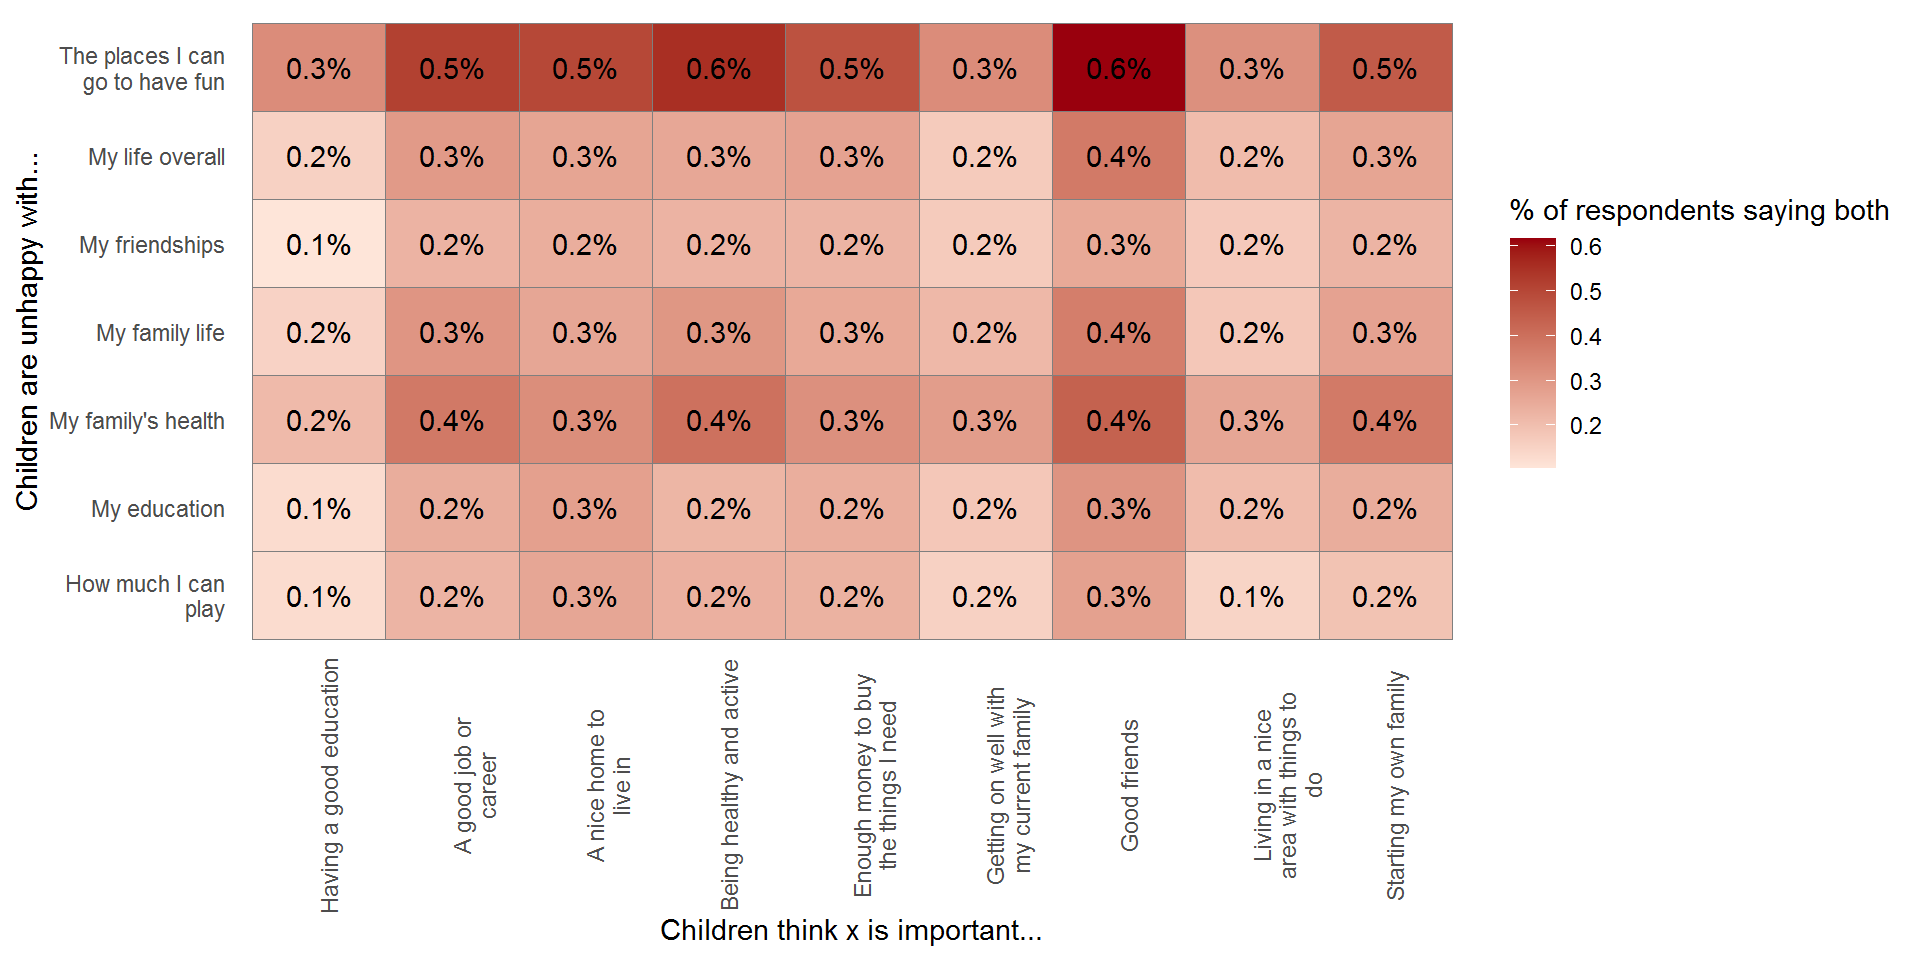 The places I can
go to have fun
0.3% 0.5% 0.5% 0.6% 0.5% 0.3% 0.6% 0.3% 0.5%
My life overall
0.2% 0.3% 0.3% 0.3% 0.3% 0.2% 0.4% 0.2% 0.3%
My friendships
0.1% 0.2% 0.2% 0.2% 0.2% 0.2% 0.3% 0.2% 0.2%
My family life
0.2% 0.3% 0.3% 0.3% 0.3% 0.2% 0.4% 0.2% 0.3%
My family's health
0.2% 0.4% 0.3% 0.4% 0.3% 0.3% 0.4% 0.3% 0.4%
My education
0.1% 0.2% 0.3% 0.2% 0.2% 0.2% 0.3% 0.2% 0.2%
How much I can
play
0.1% 0.2% 0.3% 0.2% 0.2% 0.2% 0.3% 0.1% 0.2%
Children are unhappy with...
Having a good education
A good job or
career
A nice home to
live in
Being healthy and active
Enough money to buy
the things I need
Getting on well with
my current family
Good friends
Living in a nice
area with things to
do
Starting my own family
Children think x is important...
% of respondents saying both
0.6
0.5
0.4
0.3
0.2